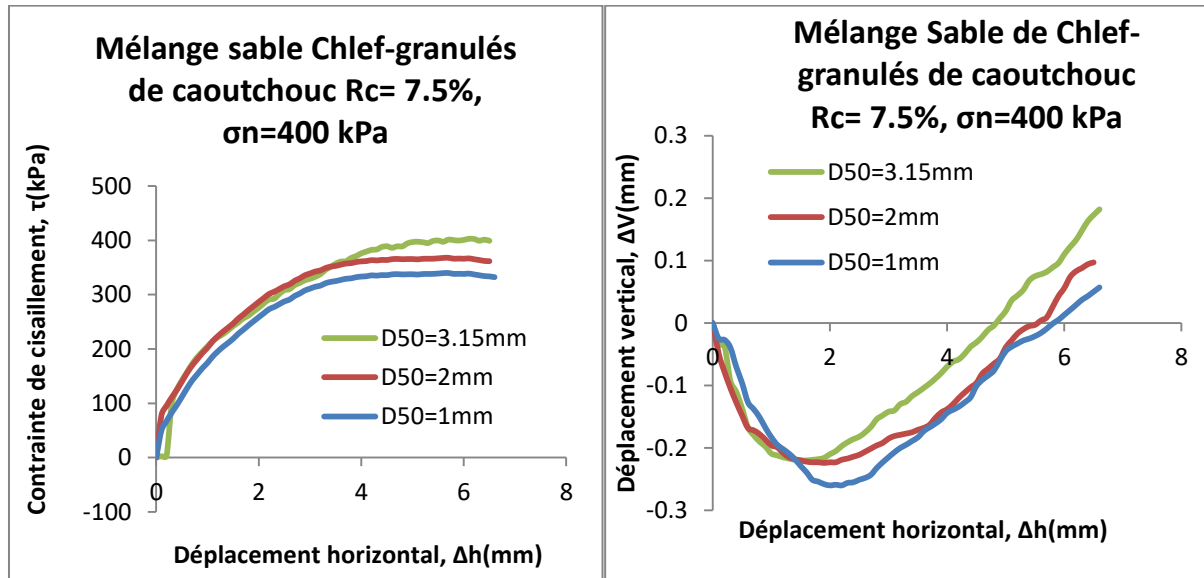 Mélange sable Chlef-granulés
de caoutchouc Rc= 7.5%,
σn=400 kPa
Contrainte de cisaillement, τ(kPa)
500
400
300
200
100
0
-100
0
2
4
6
8
D50=3.15mm
D50=2mm
D50=1mm
Déplacement horizontal, Δh(mm)
Mélange Sable de Chlef-
granulés de caoutchouc
Rc= 7.5%, σn=400 kPa
Déplacement vertical, ΔV(mm)
0.3
0.2
0.1
0
-0.1
-0.2
-0.3
0
2
4
6
8
D50=3.15mm
D50=2mm
D50=1mm
Déplacement horizontal, Δh(mm)